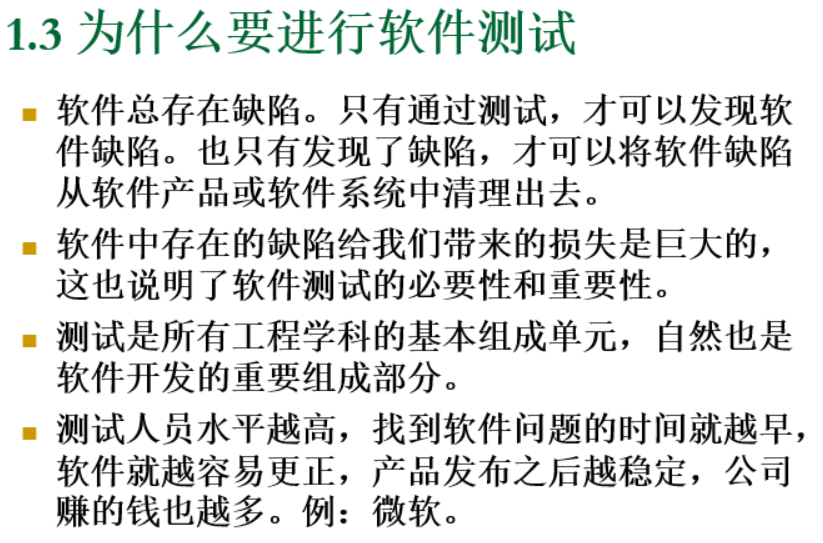 1.3 为什么要进行软件测试
软件总存在缺陷。只有通过测试，才可以发现软
件缺陷。也只有发现了缺陷，才可以将软件缺陷
从软件产品或软件系统中清理出去。
软件中存在的缺陷给我们带来的损失是巨大的，
这也说明了软件测试的必要性和重要性。
测试是所有工程学科的基本组成单元，自然也是
软件开发的重要组成部分。
测试人员水平越高，找到软件问题的时间就越早，
软件就越容易更正，产品发布之后越稳定，公司
赚的钱也越多。例：微软。